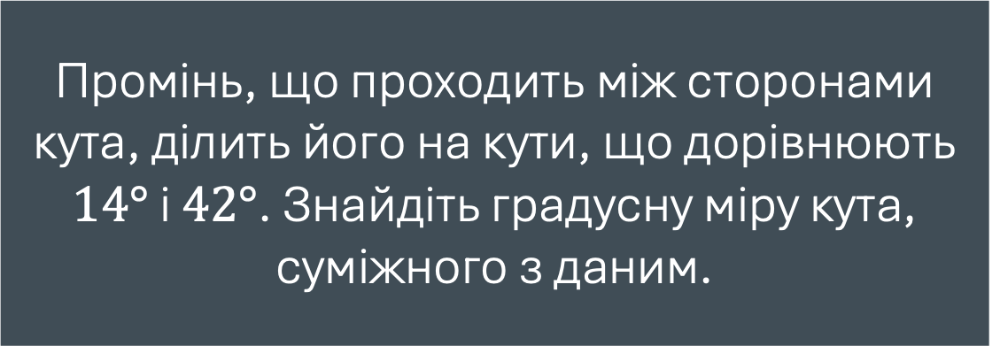 Промінь, що проходить між сторонами
кута, ділить його на кути, що дорівнюють
14° і 42°. Знайдіть градусну міру кута,
суміжного з даним.